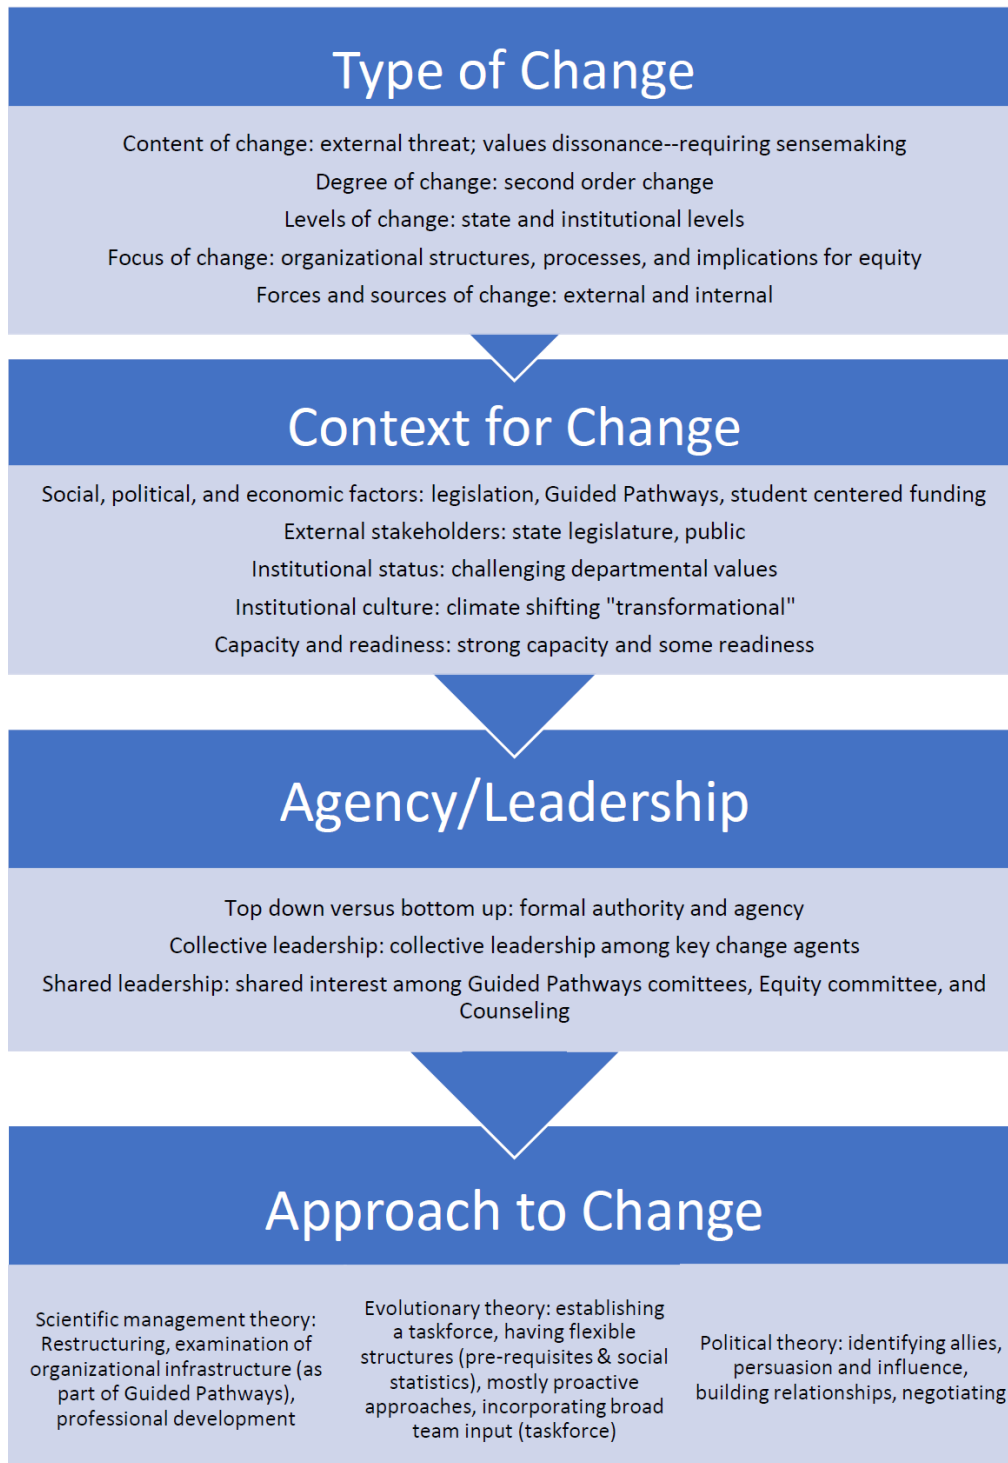 Type of Change
Content of change: external threat; values dissonance--requiring sensemaking
Degree of change: second order change
Levels of change: state and institutional levels
Focus of change: organizational structures, processes, and implications for equity
Forces and sources of change: external and internal
Context for Change
Social, political, and economic factors: legislation, Guided Pathways, student centered funding
External stakeholders: state legislature, public
Institutional status: challenging departmental values
Institutional culture: climate shifting "transformational"
Capacity and readiness: strong capacity and some readiness
Agency/Leadership
Top down versus bottom up: formal authority and agency
Collective leadership: collective leadership among key change agents
Shared leadership: shared interest among Guided Pathways comittees, Equity committee, and
Counseling
Approach to Change
Scientific management theory:
Restructuring, examination of
organizational infrastructure (as
part of Guided Pathways),
professional development
Evolutionary theory: establishing
a taskforce, having flexible
structures (pre-requisites & social
statistics), mostly proactive
approaches, incorporating broad
team input (taskforce)
Political theory: identifying allies,
persuasion and influence,
building relationships, negotiating